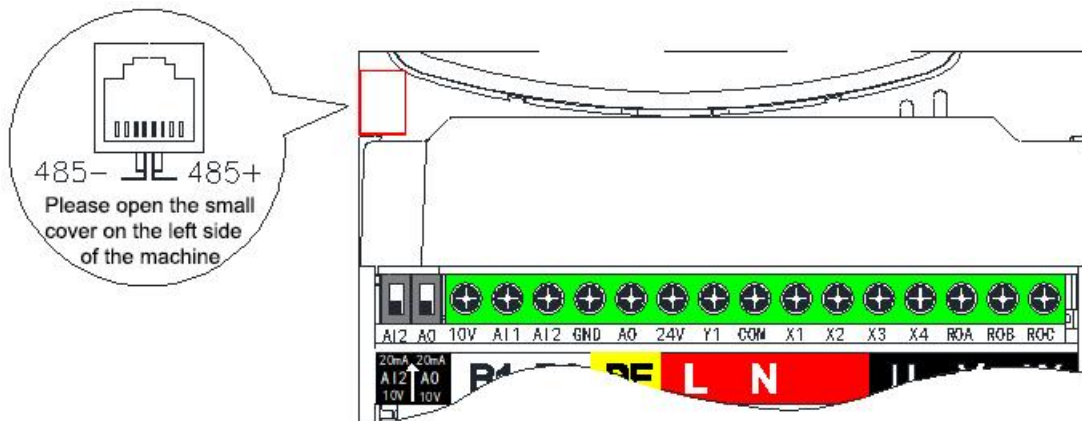 485- 485+
Please open the small
cover on the left side
of the machine
AI2 AO 10V AI1 AI2 GND AO 24V Y1 COM X1 X2 X3 X4 ROA ROB ROC
20mA 20mA
AI2 AO
10V 10V
L N